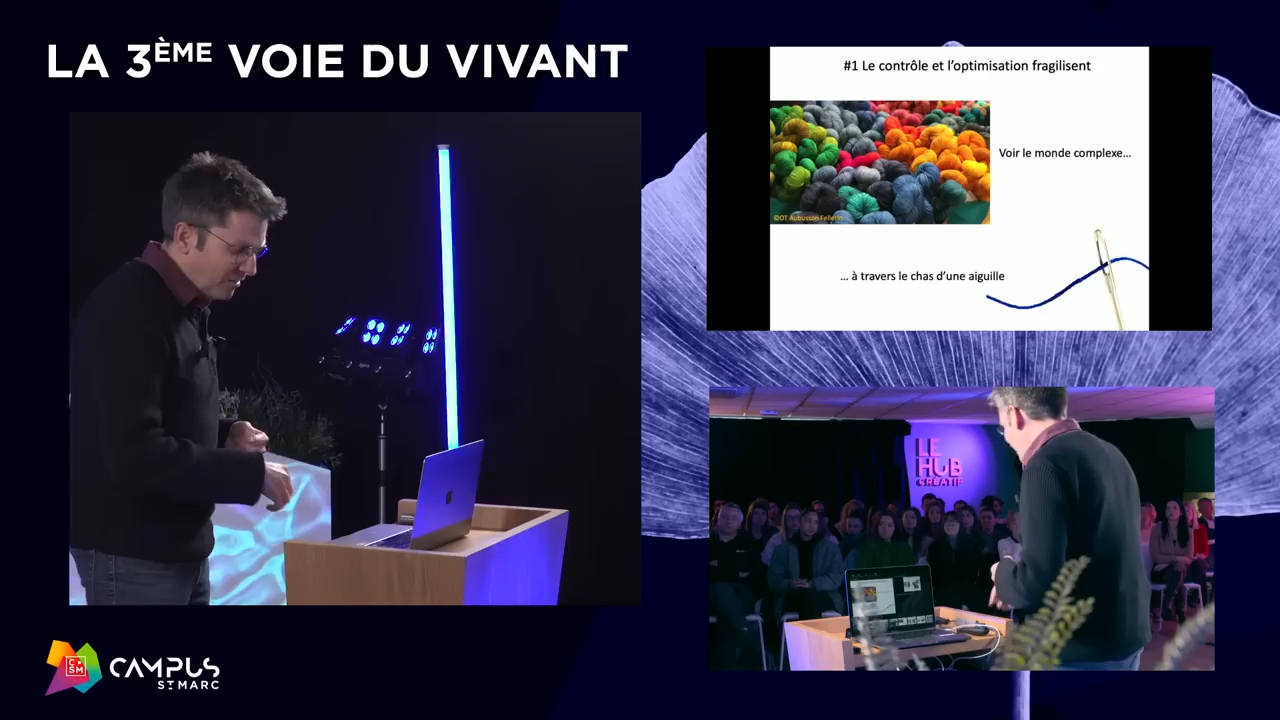 LA 3ÈME VOIE DU VIVANT
#1 Le contrôle et l'optimisation fragilisent
Voir le monde complexe...
©OT Aubusson Felletin
... à travers le chas d'une aiguille
LE
HUB
CRÉATIF
C
SM
CAMPUS
ST MARC